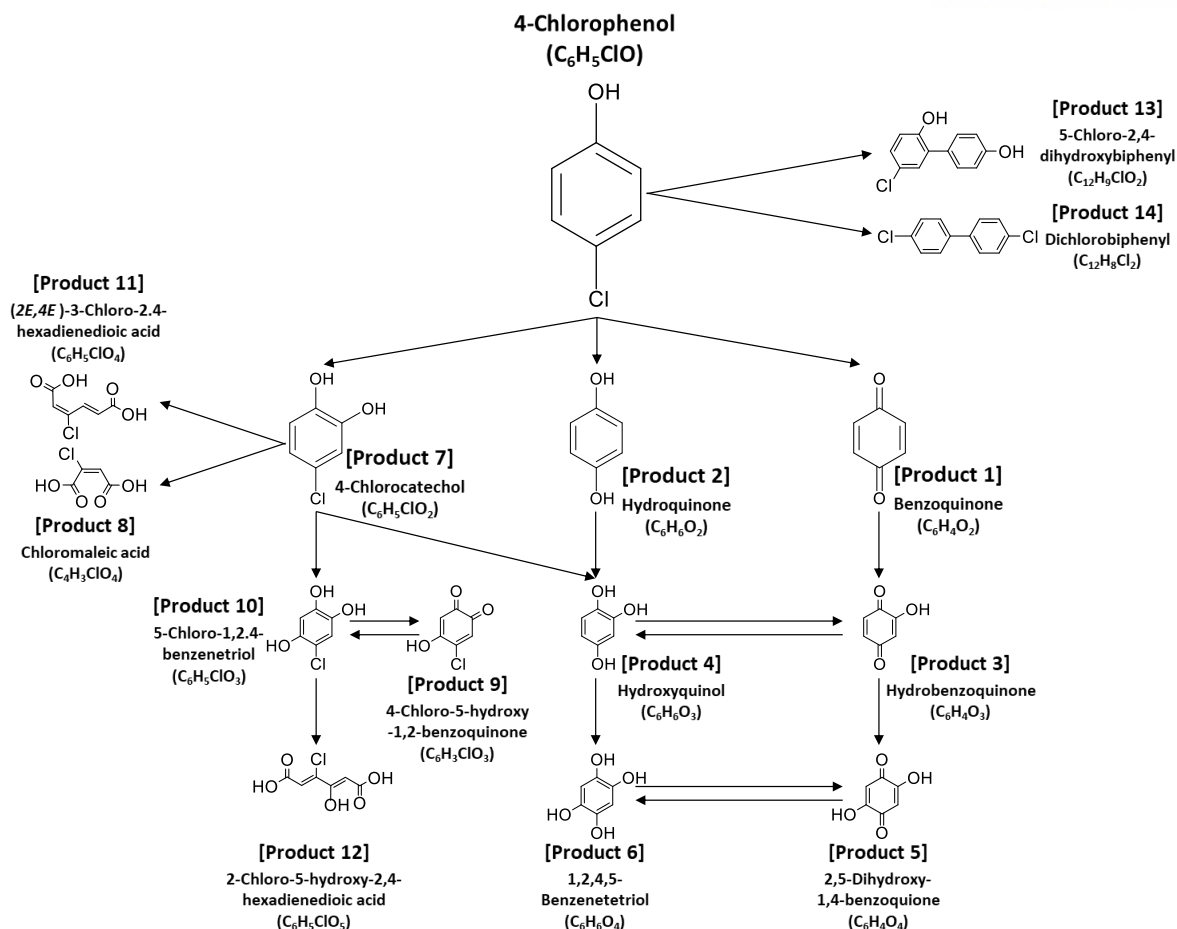 4-Chlorophenol
(C6H5ClO)
OH
Cl
[Product 13]
5-Chloro-2,4-
dihydroxybiphenyl
(C12H9ClO2)
OH
OH
Cl
[Product 14]
Dichlorobiphenyl
(C12H8Cl2)
Cl
Cl
[Product 11]
(2E,4E )-3-Chloro-2.4-
hexadienedioic acid
(C6H5ClO4)
O
OH
O
OH
Cl
Cl
HO
OH
O
O
[Product 8]
Chloromaleic acid
(C4H3ClO4)
OH
OH
Cl
[Product 7]
4-Chlorocatechol
(C6H5ClO2)
OH
OH
[Product 2]
Hydroquinone
(C6H6O2)
O
O
[Product 1]
Benzoquinone
(C6H4O2)
[Product 10]
5-Chloro-1,2.4-
benzenetriol
(C6H5ClO3)
OH
OH
HO
Cl
O
O
HO
Cl
[Product 9]
4-Chloro-5-hydroxy
-1,2-benzoquinone
(C6H3ClO3)
OH
OH
OH
[Product 4]
Hydroxyquinol
(C6H6O3)
O
OH
O
[Product 3]
Hydrobenzoquinone
(C6H4O3)
O
Cl
HO
OH
OH
O
[Product 12]
2-Chloro-5-hydroxy-2,4-
hexadienedioic acid
(C6H5ClO5)
OH
OH
HO
OH
[Product 6]
1,2,4,5-
Benzenetetriol
(C6H6O4)
O
OH
HO
O
[Product 5]
2,5-Dihydroxy-
1,4-benzoquione
(C6H4O4)